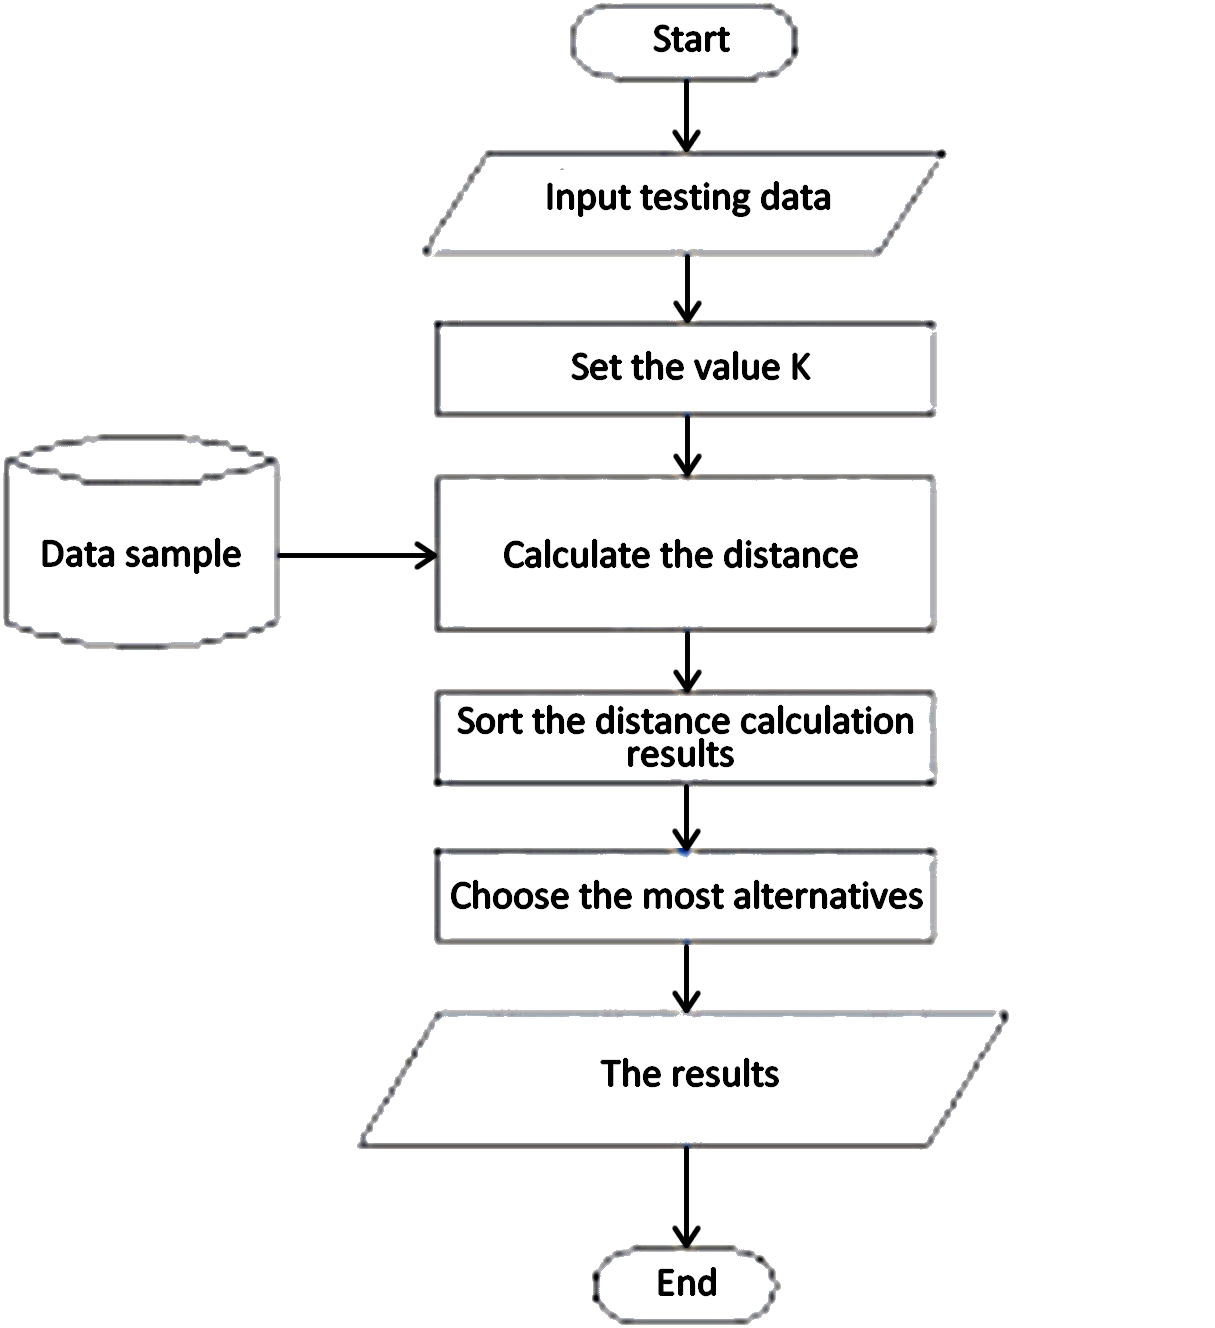 Start
Input testing data
Set the value K
Data sample
Calculate the distance
Sort the distance calculation
results
Choose the most alternatives
The results
End